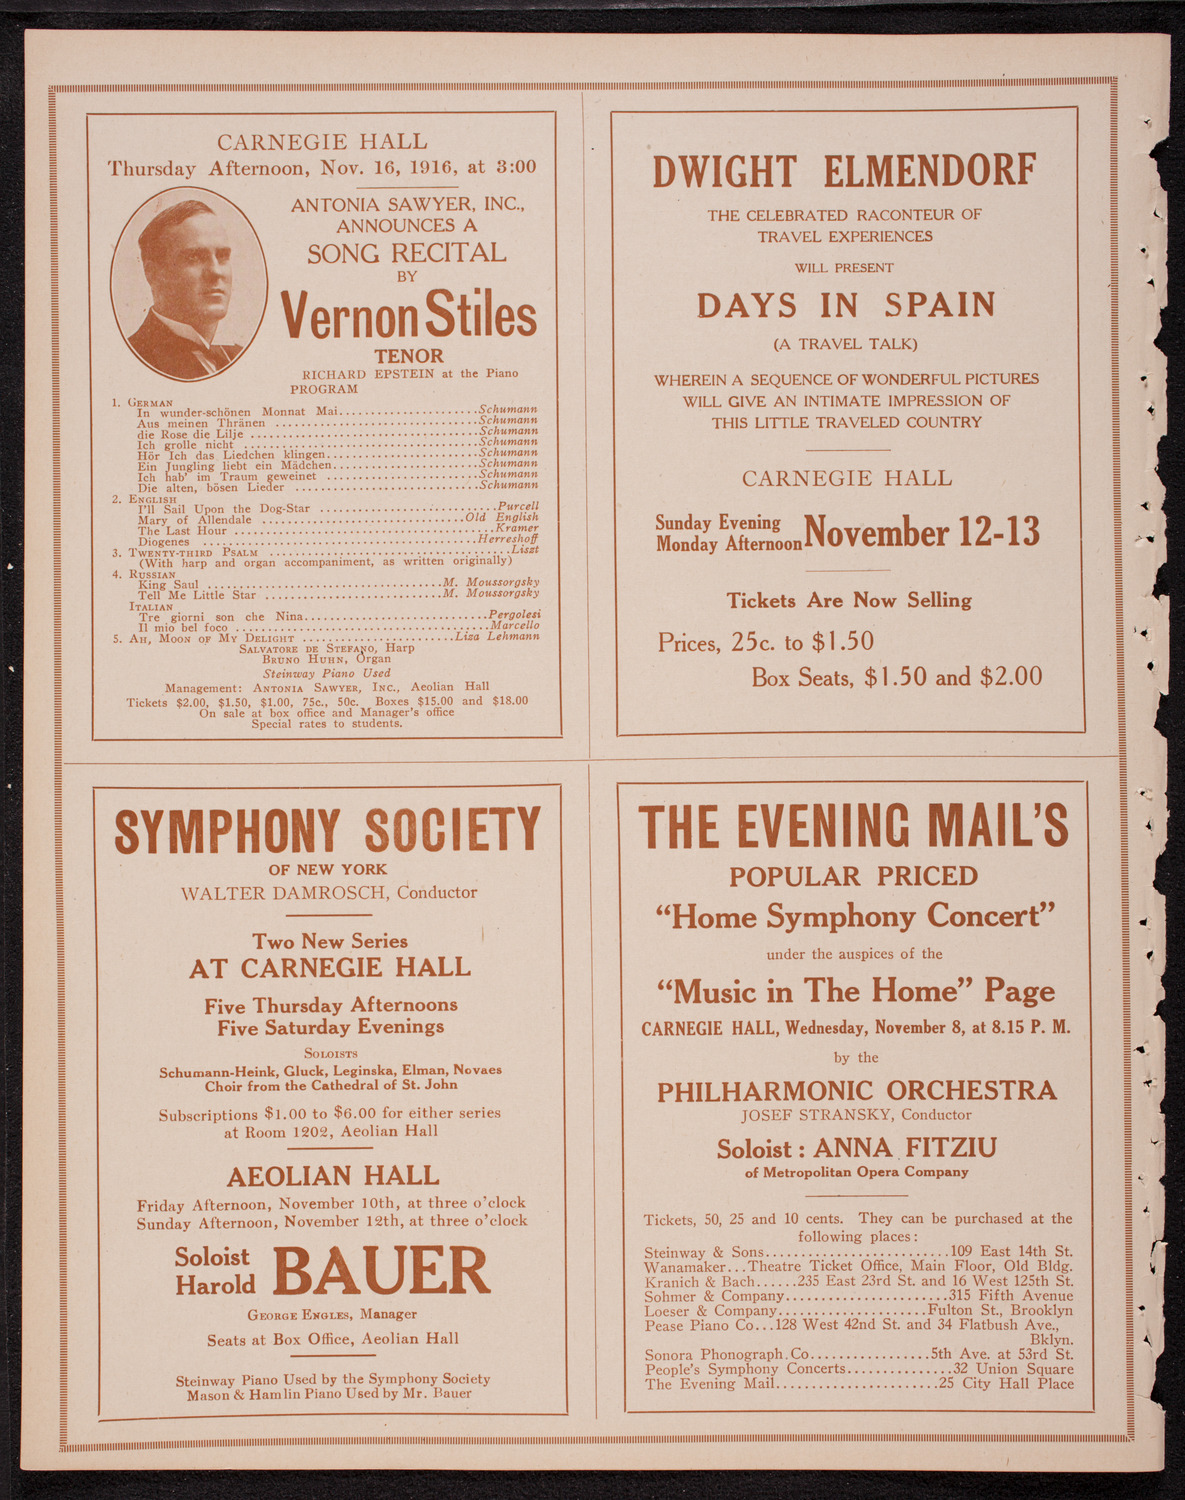 CARNEGIE HALL
Thursday Afternoon, Nov. 16, 1916, at 3:00
ANTONIA SAWYER, INC.,
ANNOUNCES A
SONG RECITAL
BY
Vernon Stiles
TENOR
RICHARD EPSTEIN at the Piano
PROGRAM
1. GERMAN
In wunder-schönen Monnat Mai......................Schumann
Aus meinen Thränen ................................Schumann
die Rose die Lilje ....................................Schumann
Ich grolle nicht .....................................Schumann
Hör Ich das Liedchen klingen........................Schumann
Ein Jungling liebt ein Mädchen.......................Schumann
Ich hab' im Traum geweinet ........................Schumann
Die alten, bösen Lieder .............................Schumann
2. ENGLISH
I'll Sail Upon the Dog-Star ............................Purcell
Mary of Allendale ................................Old English
The Last Hour .........................................Kramer
Diogenes ...........................................Herreshoff
3. TWENTY-THIRD PSALM ......................................Liszt
(With harp and organ accompaniment, as written originally)
4. RUSSIAN
King Saul .....................................M. Moussorgsky
Tell Me Little Star ............................M. Moussorgsky
ITALIAN
Tre giorni son che Nina.............................Pergolesi
Il mio bel foco ........................................Marcello
5. AH, MOON OF MY DELIGHT ........................Liza Lehmann
SALVATORE DE STEFANO, Harp
BRUNO HUHN, Organ
Steinway Piano Used
Management: ANTONIA SAWYER, INC., Aeolian Hall
Tickets $2.00, $1.50, $1.00, 75c., 50c. Boxes $15.00 and $18.00
On sale at box office and Manager's office
Special rates to students.
DWIGHT ELMENDORF
THE CELEBRATED RACONTEUR OF
TRAVEL EXPERIENCES
WILL PRESENT
DAYS IN SPAIN
(A TRAVEL TALK)
WHEREIN A SEQUENCE OF WONDERFUL PICTURES
WILL GIVE AN INTIMATE IMPRESSION OF
THIS LITTLE TRAVELED COUNTRY
CARNEGIE HALL
Sunday Evening
Monday Afternoon November 12-13
Tickets Are Now Selling
Prices, 25c. to $1.50
Box Seats, $1.50 and $2.00
SYMPHONY SOCIETY
OF NEW YORK
WALTER DAMROSCH, Conductor
Two New Series
AT CARNEGIE HALL
Five Thursday Afternoons
Five Saturday Evenings
SOLOISTS
Schumann-Heink, Gluck, Leginska, Elman, Novaes
Choir from the Cathedral of St. John
Subscriptions $1.00 to $6.00 for either series
at Room 1202, Aeolian Hall
AEOLIAN HALL
Friday Afternoon, November 10th, at three o'clock
Sunday Afternoon, November 12th, at three o'clock
Soloist
Harold BAUER
GEORGE ENGLES, Manager
Seats at Box Office, Aeolian Hall
Steinway Piano Used by the Symphony Society
Mason & Hamlin Piano Used by Mr. Bauer
THE EVENING MAIL'S
POPULAR PRICED
"Home Symphony Concert"
under the auspices of the
"Music in The Home" Page
CARNEGIE HALL, Wednesday, November 8, at 8.15 P. M.
by the
PHILHARMONIC ORCHESTRA
JOSEF STRANSKY, Conductor
Soloist : ANNA FITZIU
of Metropolitan Opera Company
Tickets, 50, 25 and 10 cents. They can be purchased at the
following places :
Steinway & Sons..........................109 East 14th St.
Wanamaker...Theatre Ticket Office, Main Floor, Old Bldg.
Kranich & Bach......235 East 23rd St. and 16 West 125th St.
Sohmer & Company.......................315 Fifth Avenue
Loeser & Company.....................Fulton St., Brooklyn
Pease Piano Co...128 West 42nd St. and 34 Flatbush Ave.,
Bklyn.
Sonora Phonograph Co.................5th Ave. at 53rd St.
People's Symphony Concerts...............32 Union Square
The Evening Mail.......................25 City Hall Place